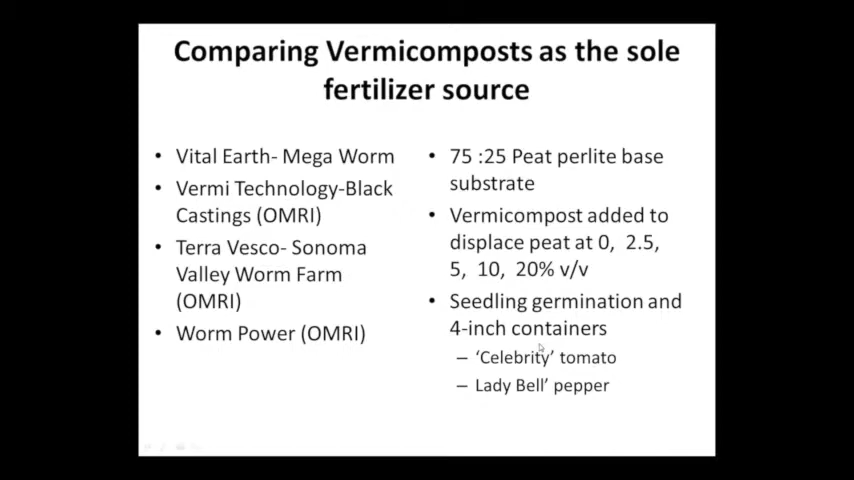 Comparing Vermicomposts as the sole
fertilizer source
• Vital Earth- Mega Worm
• Vermi Technology-Black
Castings (OMRI)
• Terra Vesco- Sonoma
Valley Worm Farm
(OMRI)
• Worm Power (OMRI)
• 75 :25 Peat perlite base
substrate
• Vermicompost added to
displace peat at 0, 2.5,
5, 10, 20% v/v
• Seedling germination and
4-inch containers
– ‘Celebrity’ tomato
– Lady Bell’ pepper